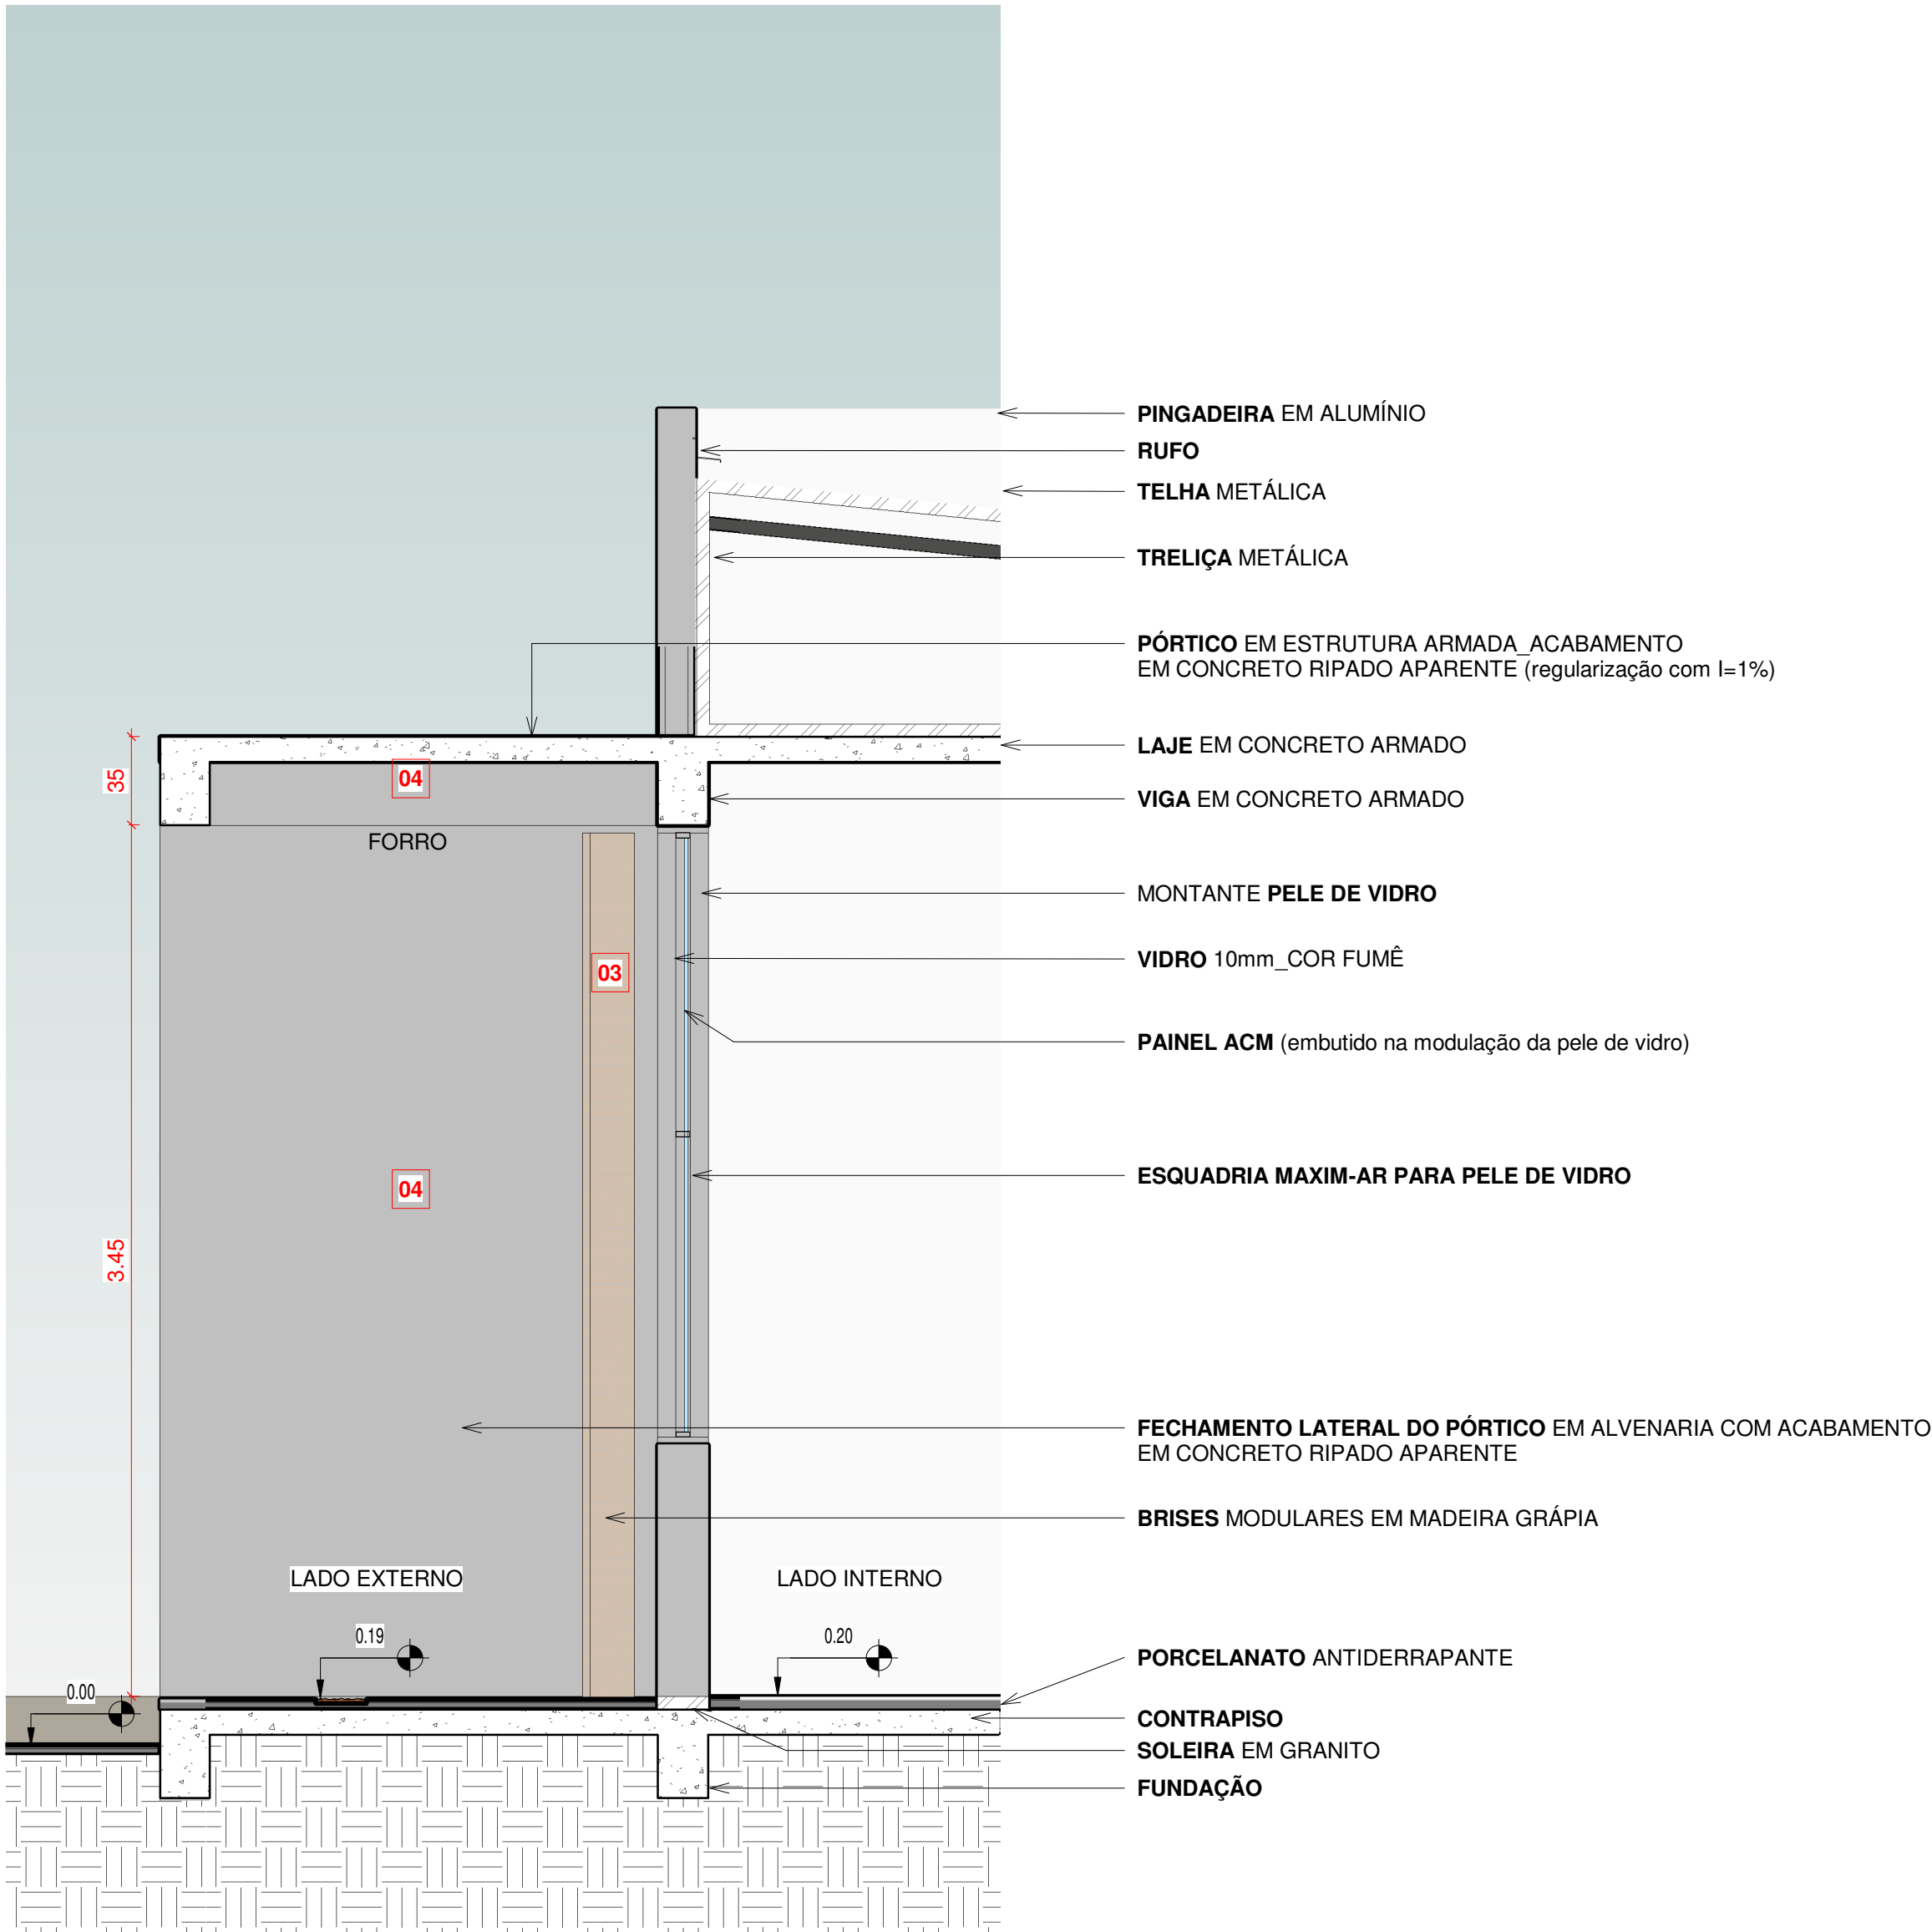 PINGADEIRA EM ALUMÍNIO
RUFO
TELHA METÁLICA
TRELIÇA METÁLICA
PÓRTICO EM ESTRUTURA ARMADA_ACABAMENTO
EM CONCRETO RIPADO APARENTE (regularização com I=1%)
LAJE EM CONCRETO ARMADO
35
04
VIGA EM CONCRETO ARMADO
FORRO
MONTANTE PELE DE VIDRO
VIDRO 10mm_COR FUMÊ
03
PAINEL ACM (embutido na modulação da pele de vidro)
ESQUADRIA MAXIM-AR PARA PELE DE VIDRO
04
3.45
FECHAMENTO LATERAL DO PÓRTICO EM ALVENARIA COM ACABAMENTO
EM CONCRETO RIPADO APARENTE
BRISES MODULARES EM MADEIRA GRÁPIA
LADO EXTERNO
LADO INTERNO
0.19
0.20
PORCELANATO ANTIDERRAPANTE
0.00
CONTRAPISO
SOLEIRA EM GRANITO
FUNDAÇÃO